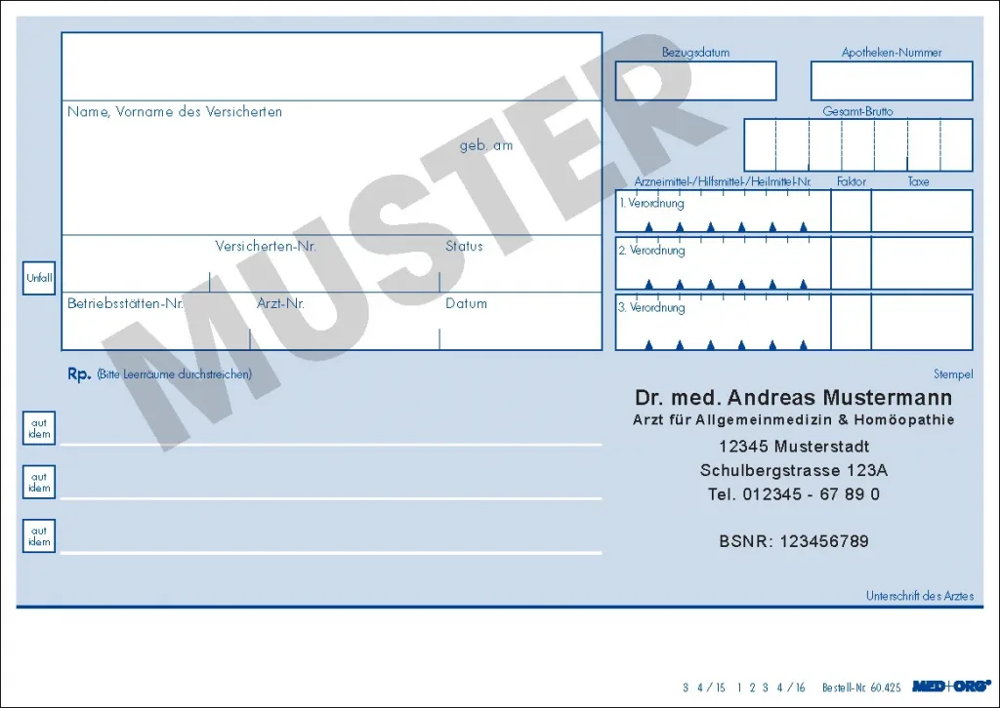 MUSTER
Bezugsdatum
Apotheken-Nummer
Name, Vorname des Versicherten
geb. am
Gesamt-Brutto
Arzneimittel-/Hilfsmittel-/Heilmittel-Nr. Faktor Taxe
1. Verordnung
2. Verordnung
3. Verordnung
Versicherten-Nr. Status
Unfall
Betriebsstätten-Nr. Arzt-Nr. Datum
Rp. (Bitte Leerräume durchstreichen)
Stempel
aut
idem
aut
idem
aut
idem
Dr. med. Andreas Mustermann
Arzt für Allgemeinmedizin & Homöopathie
12345 Musterstadt
Schulbergstrasse 123A
Tel. 012345 - 67 89 0
BSNR: 123456789
Unterschrift des Arztes
3 4/15 1 2 3 4/16 Bestell-Nr. 60.425 MED+ORG®